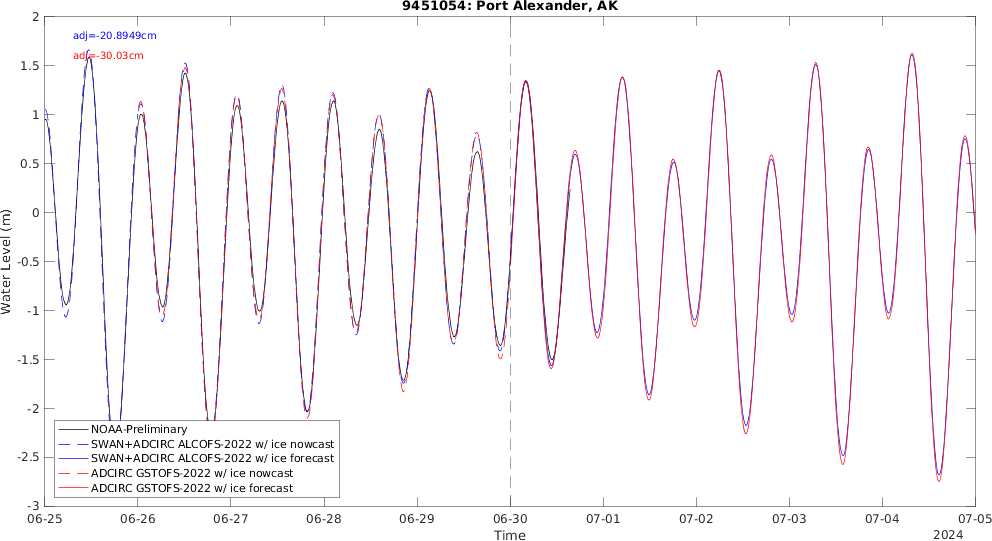 9451054: Port Alexander, AK
2
1.5
1
0.5
0
-0.5
-1
-1.5
-2
-2.5
-3
Water Level (m)
adj=-20.8949cm
adj=-30.03cm
NOAA-Preliminary
SWAN+ADCIRC ALCOFS-2022 w/ ice nowcast
SWAN+ADCIRC ALCOFS-2022 w/ ice forecast
ADCIRC GSTOFS-2022 w/ ice nowcast
ADCIRC GSTOFS-2022 w/ ice forecast
06-25 06-26 06-27 06-28 06-29 06-30 07-01 07-02 07-03 07-04 07-05
Time
2024